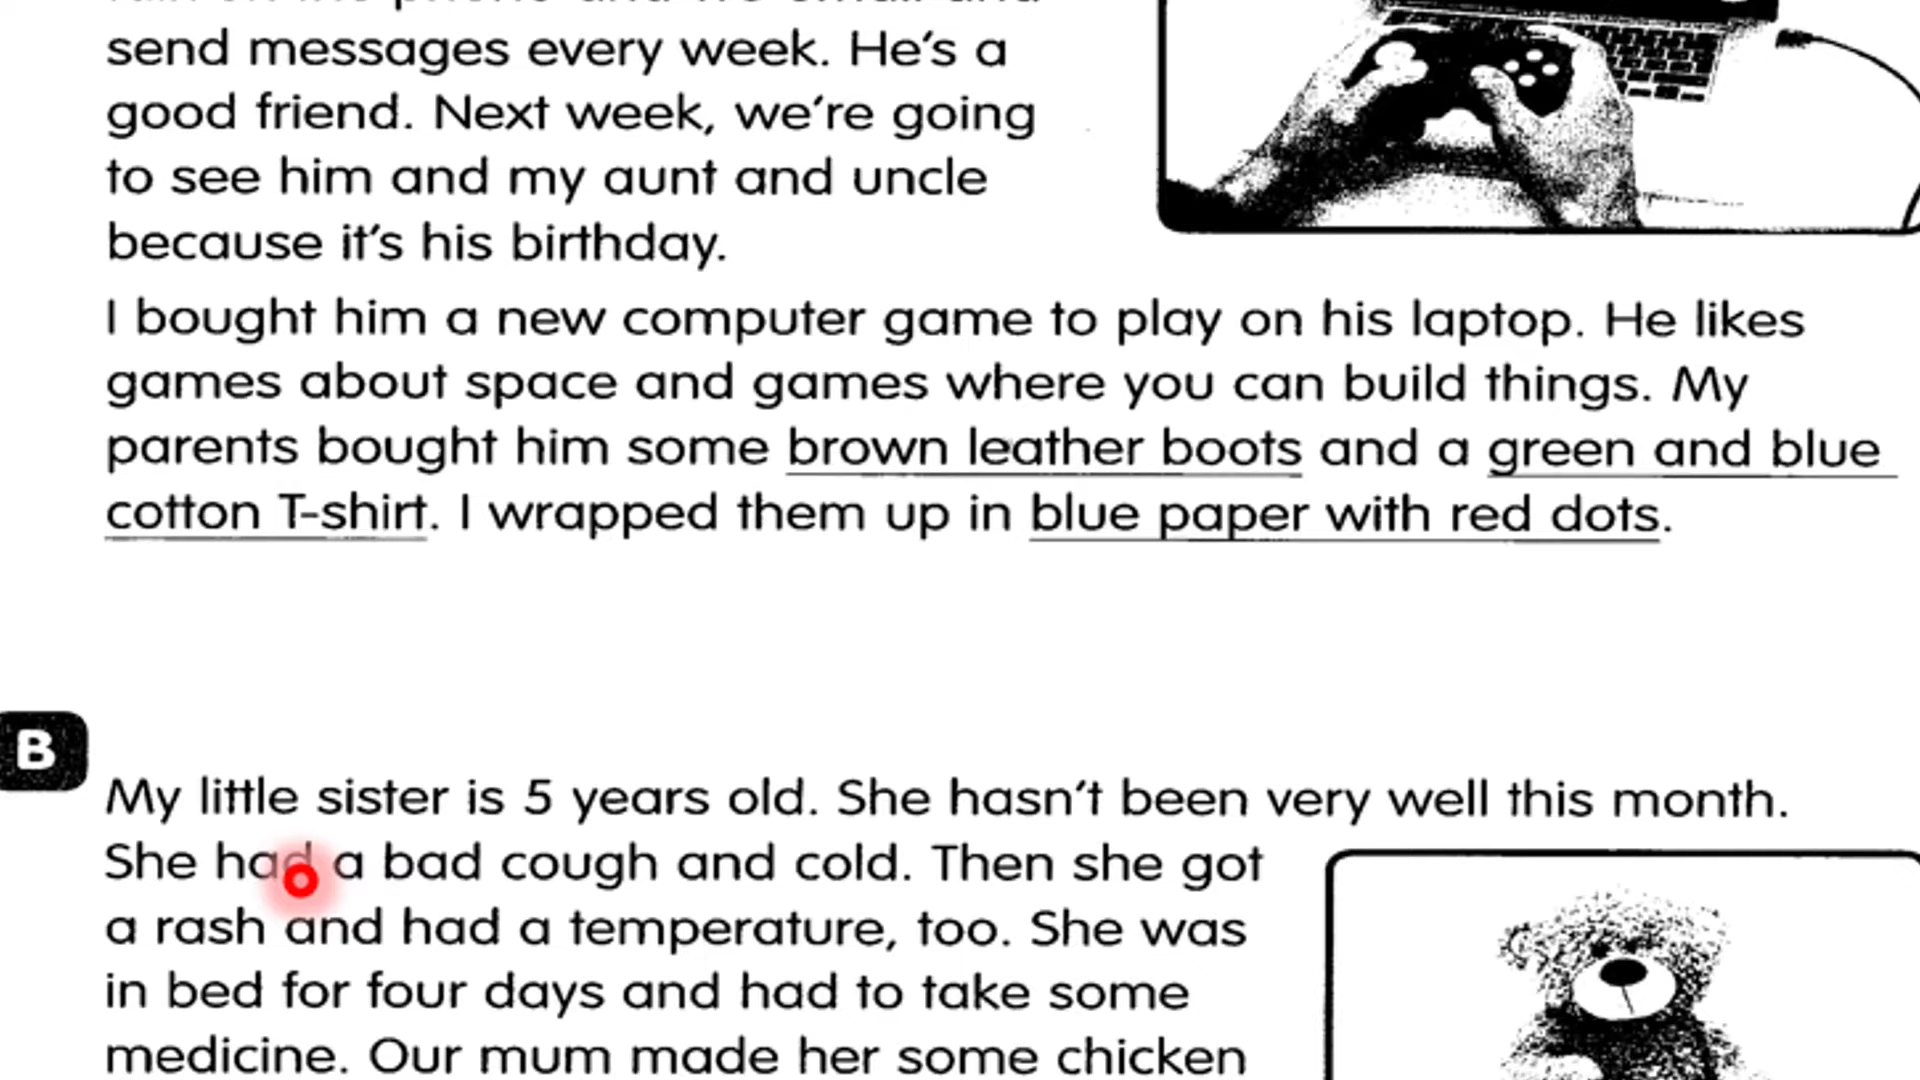 send messages every week. He's a
good friend. Next week, we're going
to see him and my aunt and uncle
because it's his birthday.
I bought him a new computer game to play on his laptop. He likes
games about space and games where you can build things. My
parents bought him some brown leather boots and a green and blue
cotton T-shirt. I wrapped them up in blue paper with red dots.
B
My little sister is 5 years old. She hasn't been very well this month.
She had a bad cough and cold. Then she got
a rash and had a temperature, too. She was
in bed for four days and had to take some
medicine. Our mum made her some chicken